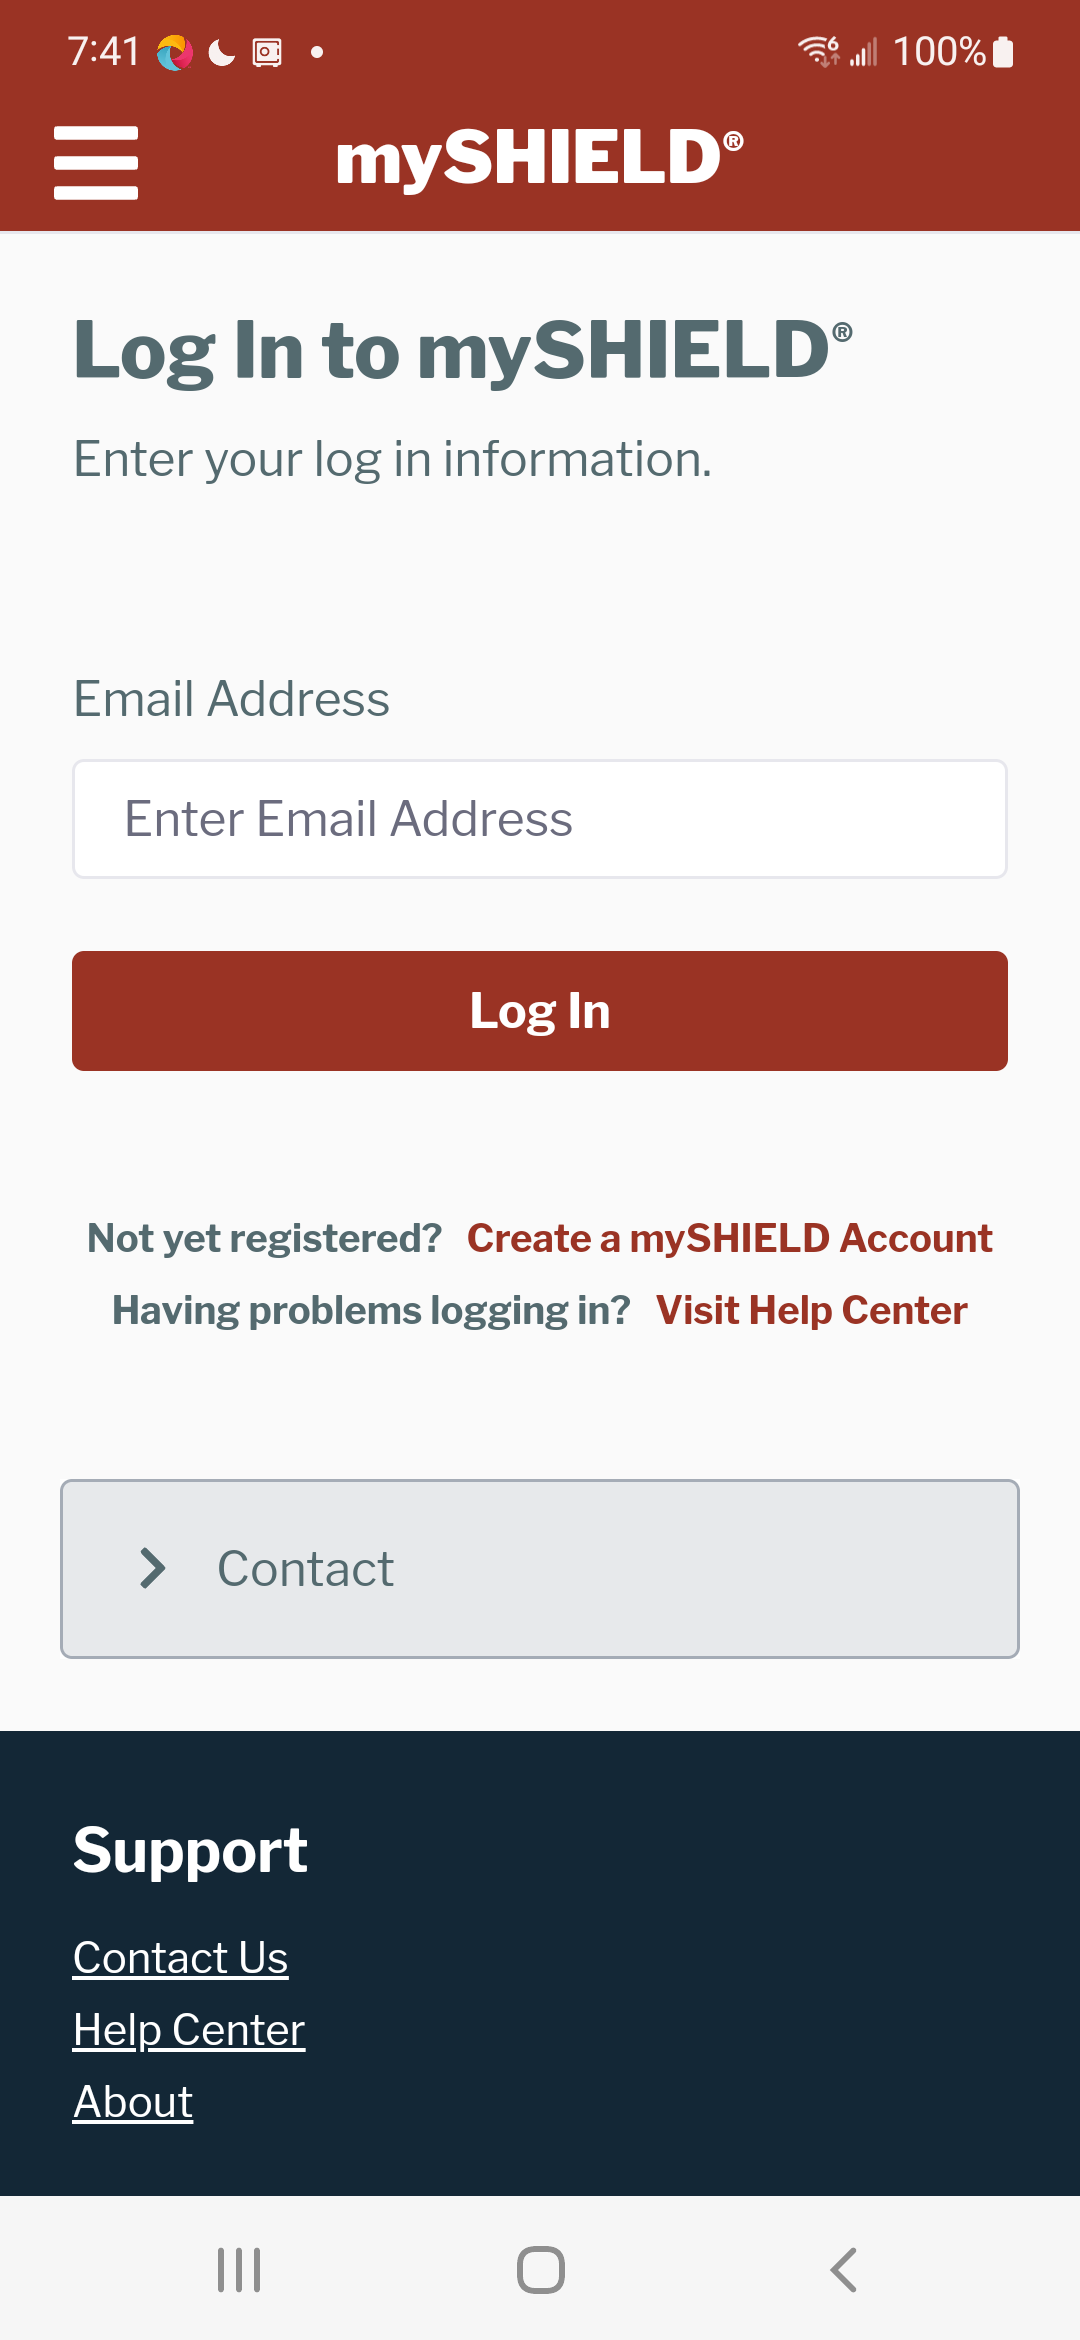 7:41
100%
mySHIELD®
Log In to mySHIELD®
Enter your log in information.
Email Address
Enter Email Address
Log In
Not yet registered? Create a mySHIELD Account
Having problems logging in? Visit Help Center
Contact
Support
Contact Us
Help Center
About